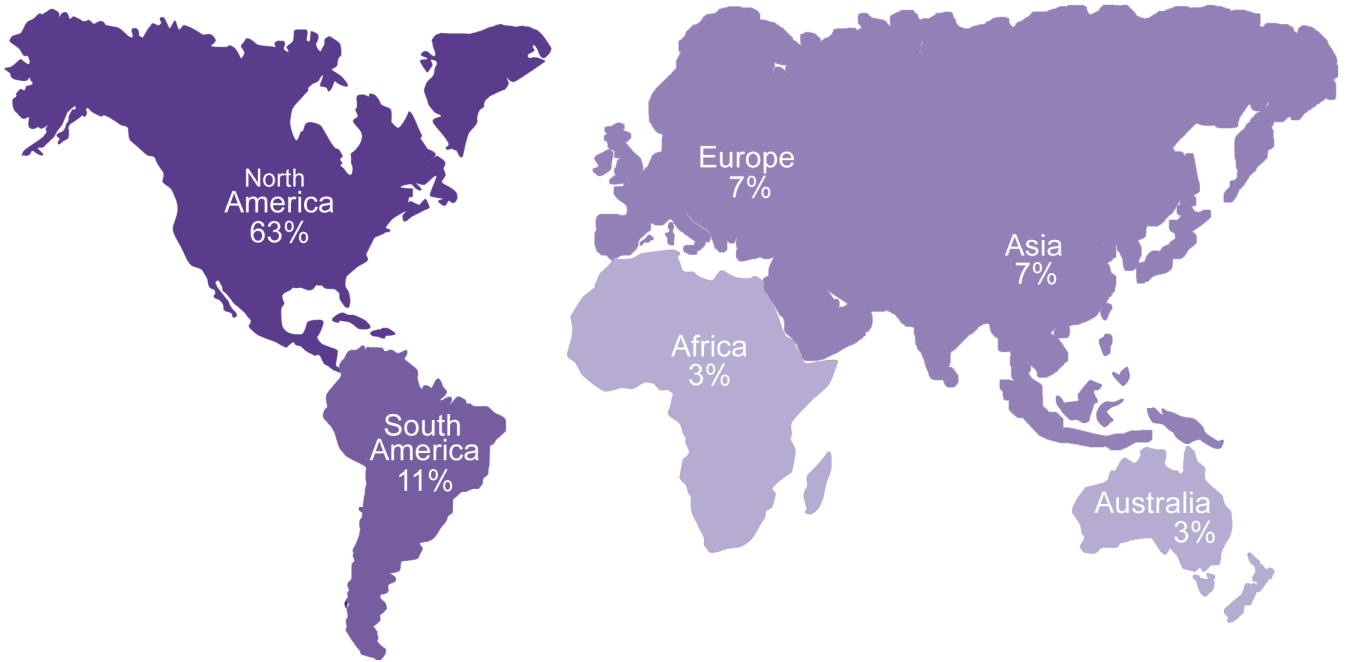 North
America
63%
South
America
11%
Europe
7%
Africa
3%
Asia
7%
Australia
3%